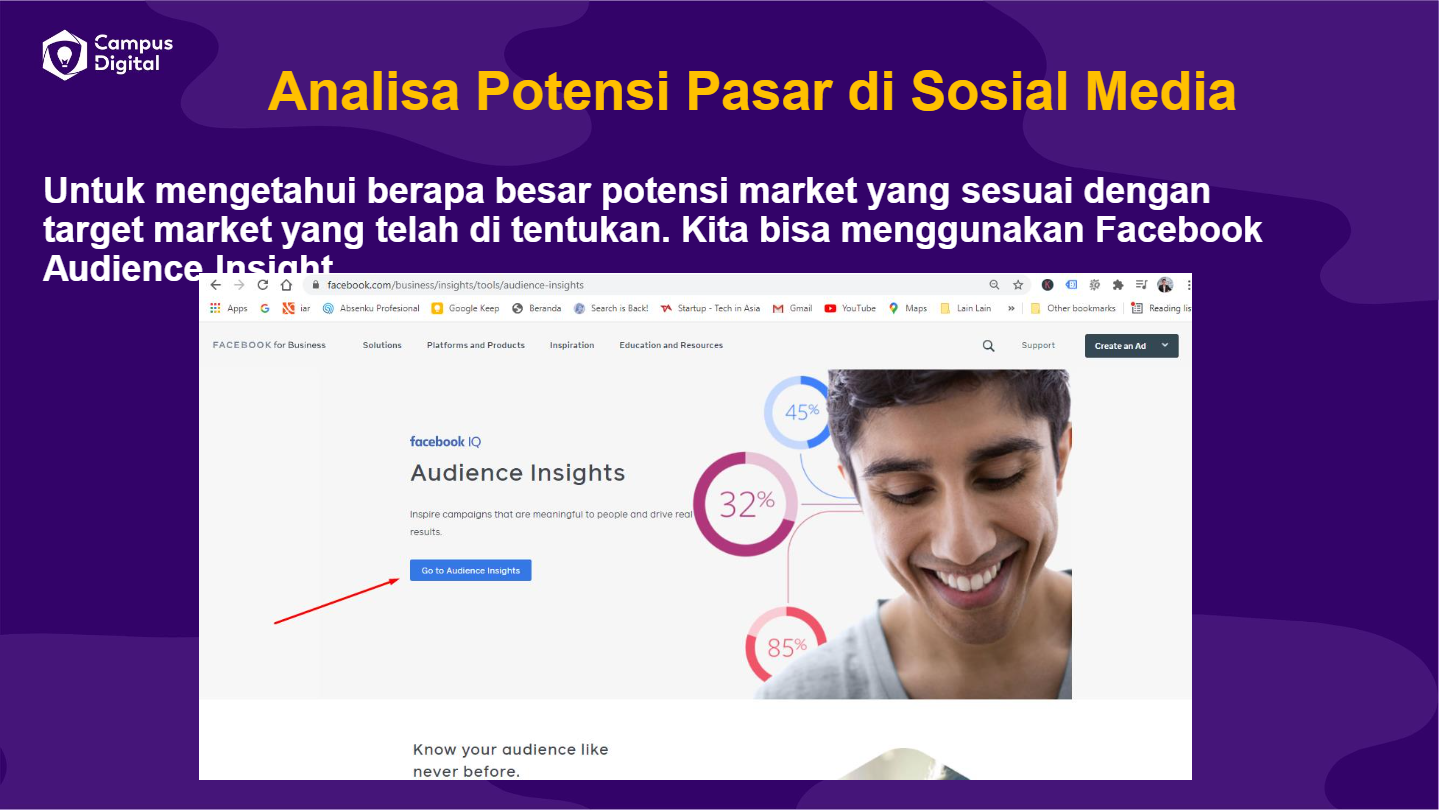 Campus
Digital
Analisa Potensi Pasar di Sosial Media
Untuk mengetahui berapa besar potensi market yang sesuai dengan
target market yang telah di tentukan. Kita bisa menggunakan Facebook
Audience Insight
facebook.com/business/insights/tools/audience-insights
Apps iar Absenku Profesional Google Keep Beranda Search is Back! Startup - Tech in Asia Gmail YouTube Maps Lain Lain » Other bookmarks Reading lis
FACEBOOK for Business Solutions Platforms and Products Inspiration Education and Resources Support Create an Ad
45%
facebook IQ
Audience Insights
32%
Inspire campaigns that are meaningful to people and drive real
results.
Go to Audience Insights
85%
Know your audience like
never before.